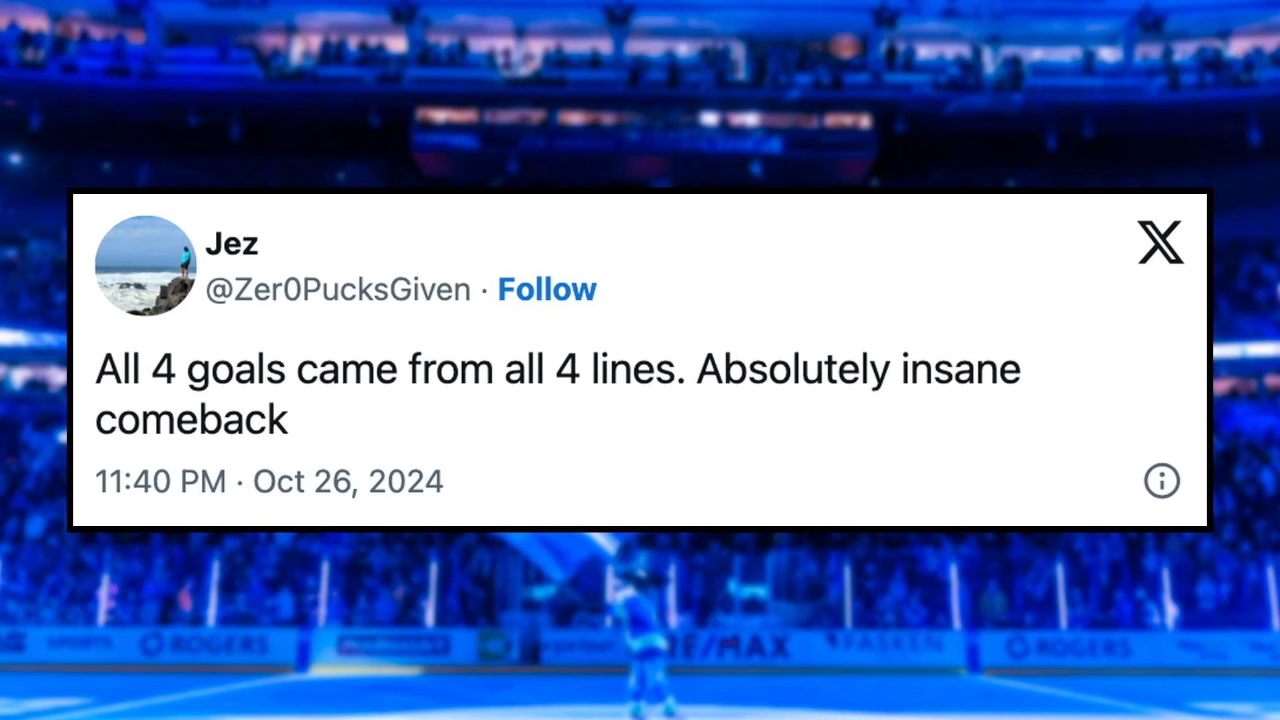 Jez
@Zer0PucksGiven · Follow
All 4 goals came from all 4 lines. Absolutely insane
comeback
11:40 PM · Oct 26, 2024
SPORTS ROGERS RE/MAX FASKEN ROGERS